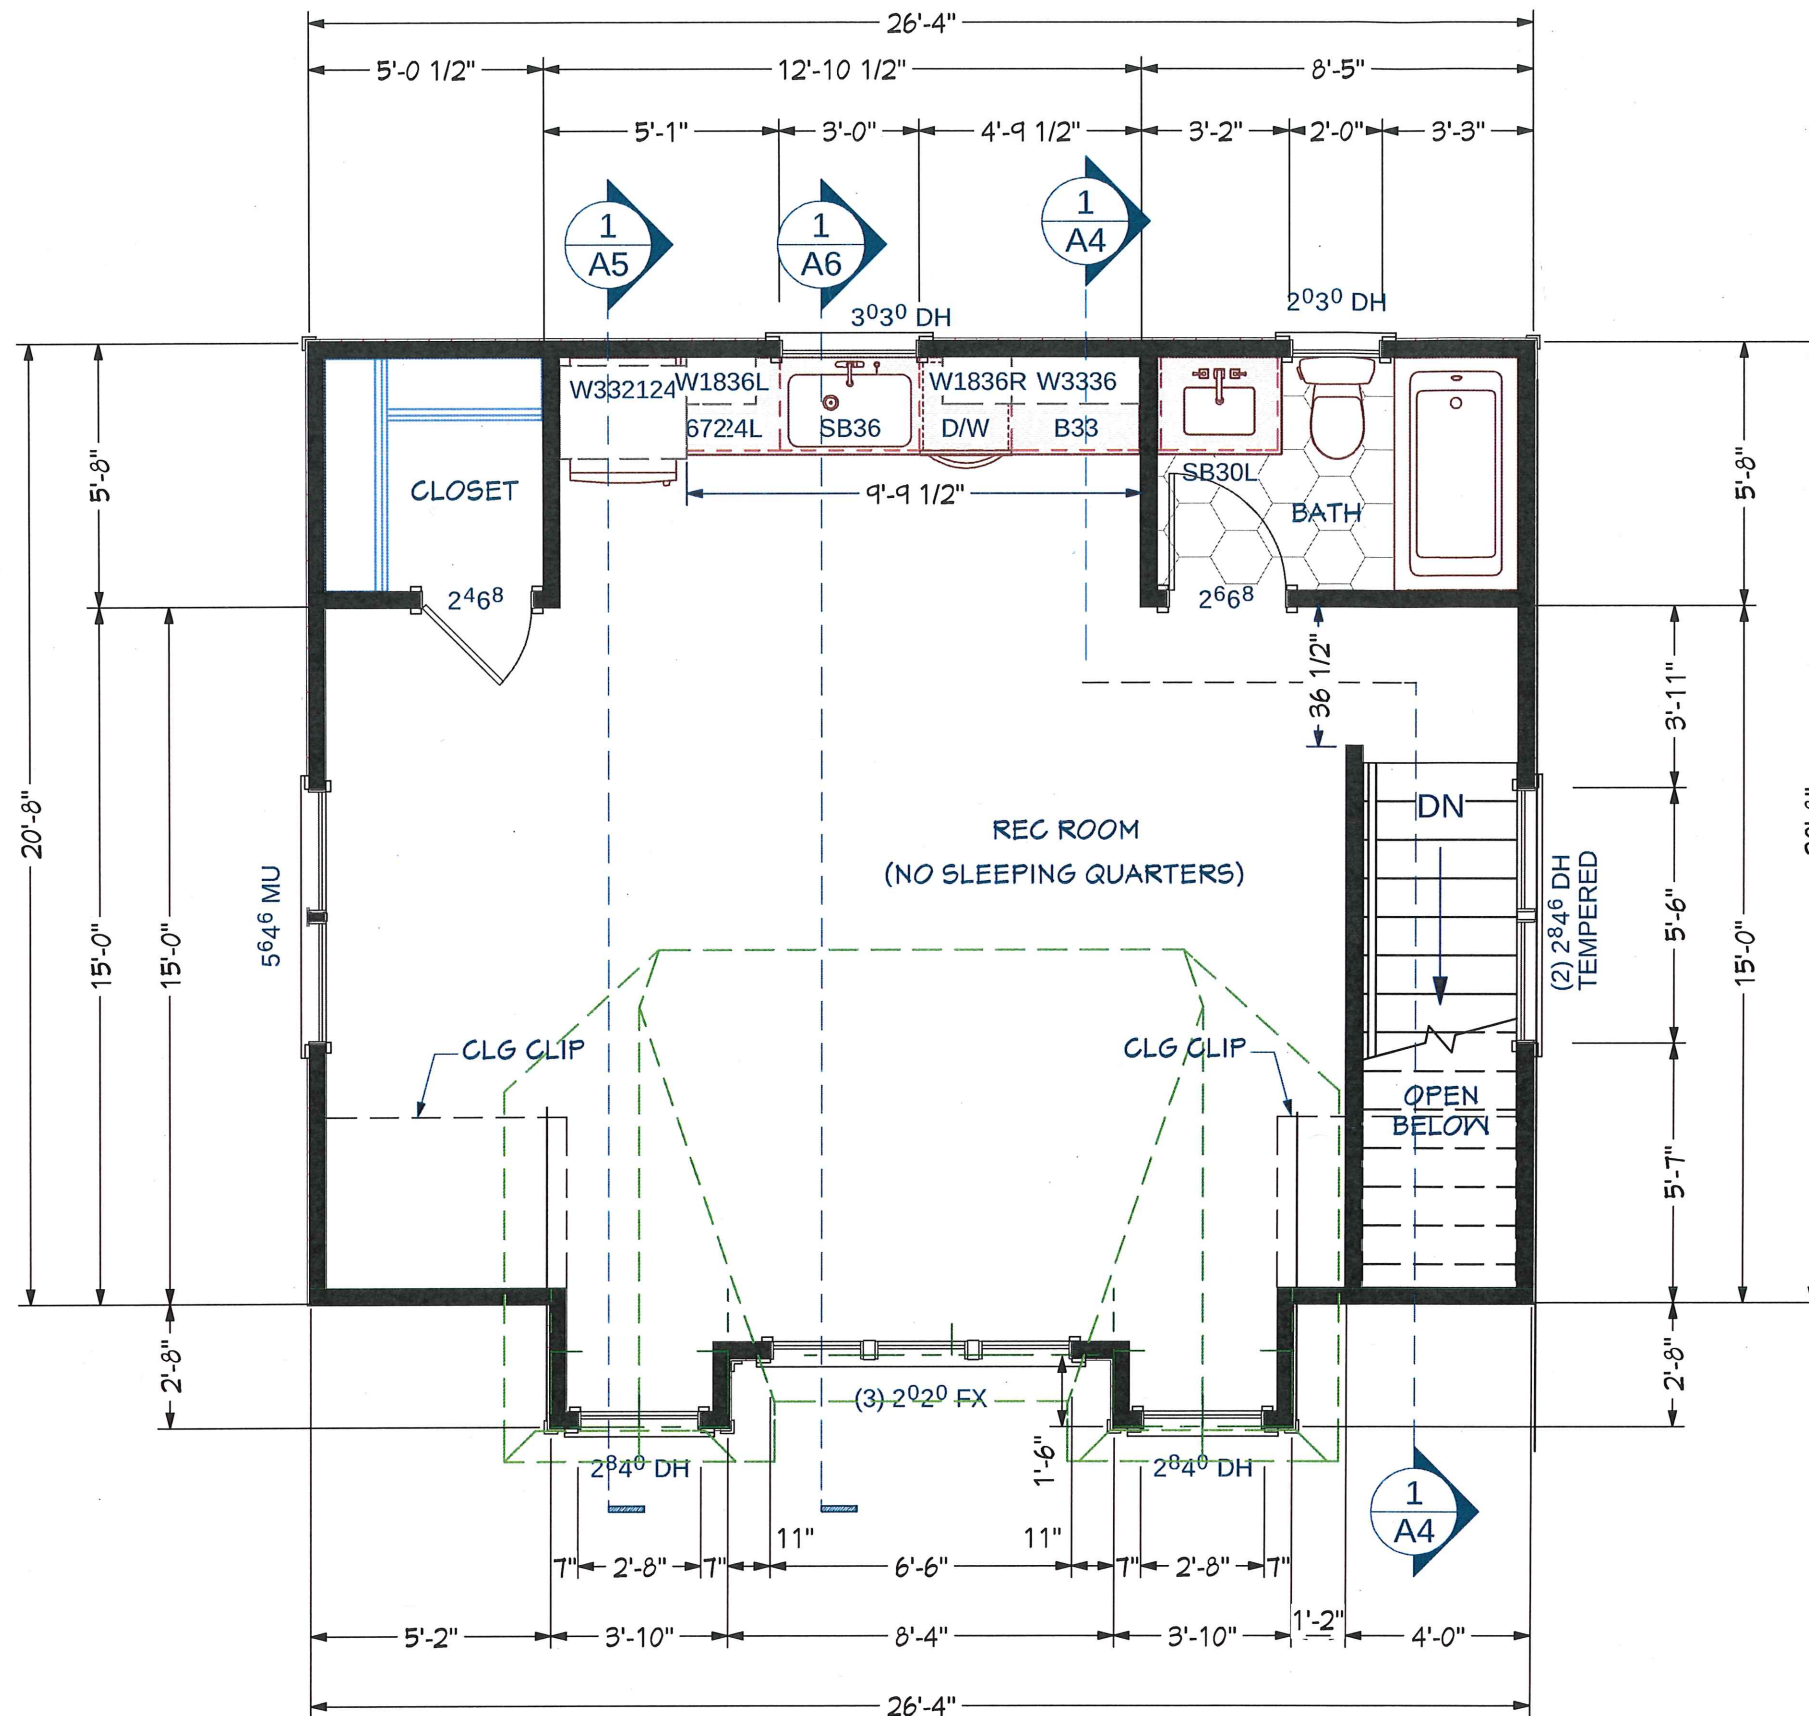 26'-4"
5'-0 1/2" 12'-10 1/2" 8'-5"
5'-1" 3'-0" 4'-9 1/2" 3'-2" 2'-0" 3'-3"
1
A5
1
A6
1
A4
3⁰3⁰ DH
2⁰3⁰ DH
W332124 W1836L W1836R W3336
SB36 D/W B33
SB30L
5'-8"
CLOSET
9'-9 1/2"
BATH
5'-8"
2⁴6⁸
2⁶6⁸
36 1/2"
3'-11"
20'-8"
15'-0"
15'-0"
5⁶4⁶ MU
REC ROOM
(NO SLEEPING QUARTERS)
DN
(2) 2⁸4⁶ DH
TEMPERED
5'-6"
15'-0"
CLG CLIP
CLG CLIP
OPEN
BELOW
5'-7"
2'-8"
2'-8"
(3) 2⁰2⁰ FX
1'-6"
2⁸4⁰ DH
2⁸4⁰ DH
1
A4
11" 11"
7" 2'-8" 7" 6'-6" 7" 2'-8" 7"
5'-2" 3'-10" 8'-4" 3'-10" 1'-2" 4'-0"
26'-4"